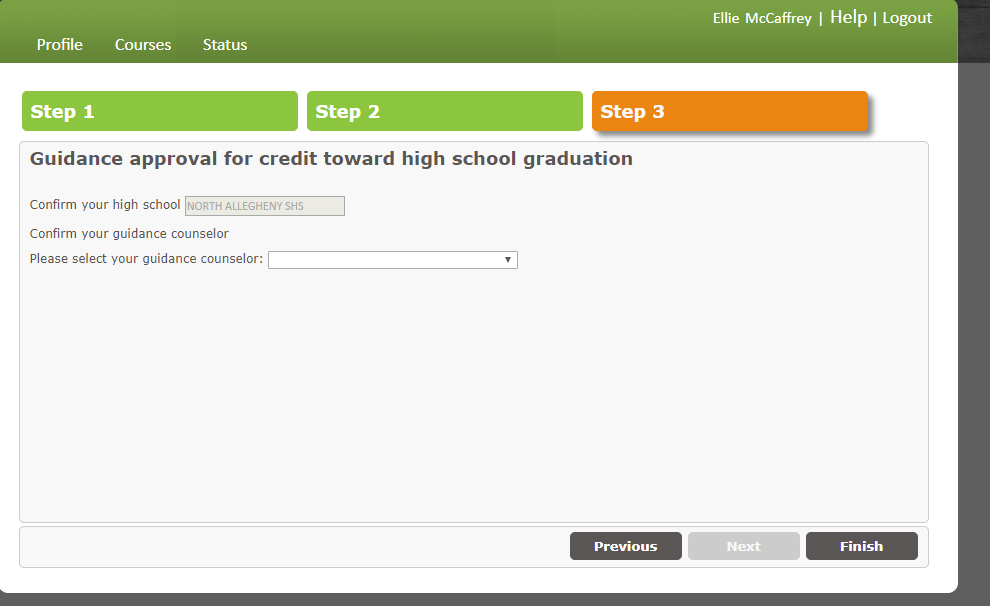 Ellie McCaffrey | Help | Logout
Profile Courses Status
Step 1 Step 2 Step 3
Guidance approval for credit toward high school graduation
Confirm your high school NORTH ALLEGHENY SHS
Confirm your guidance counselor
Please select your guidance counselor:
Previous Next Finish